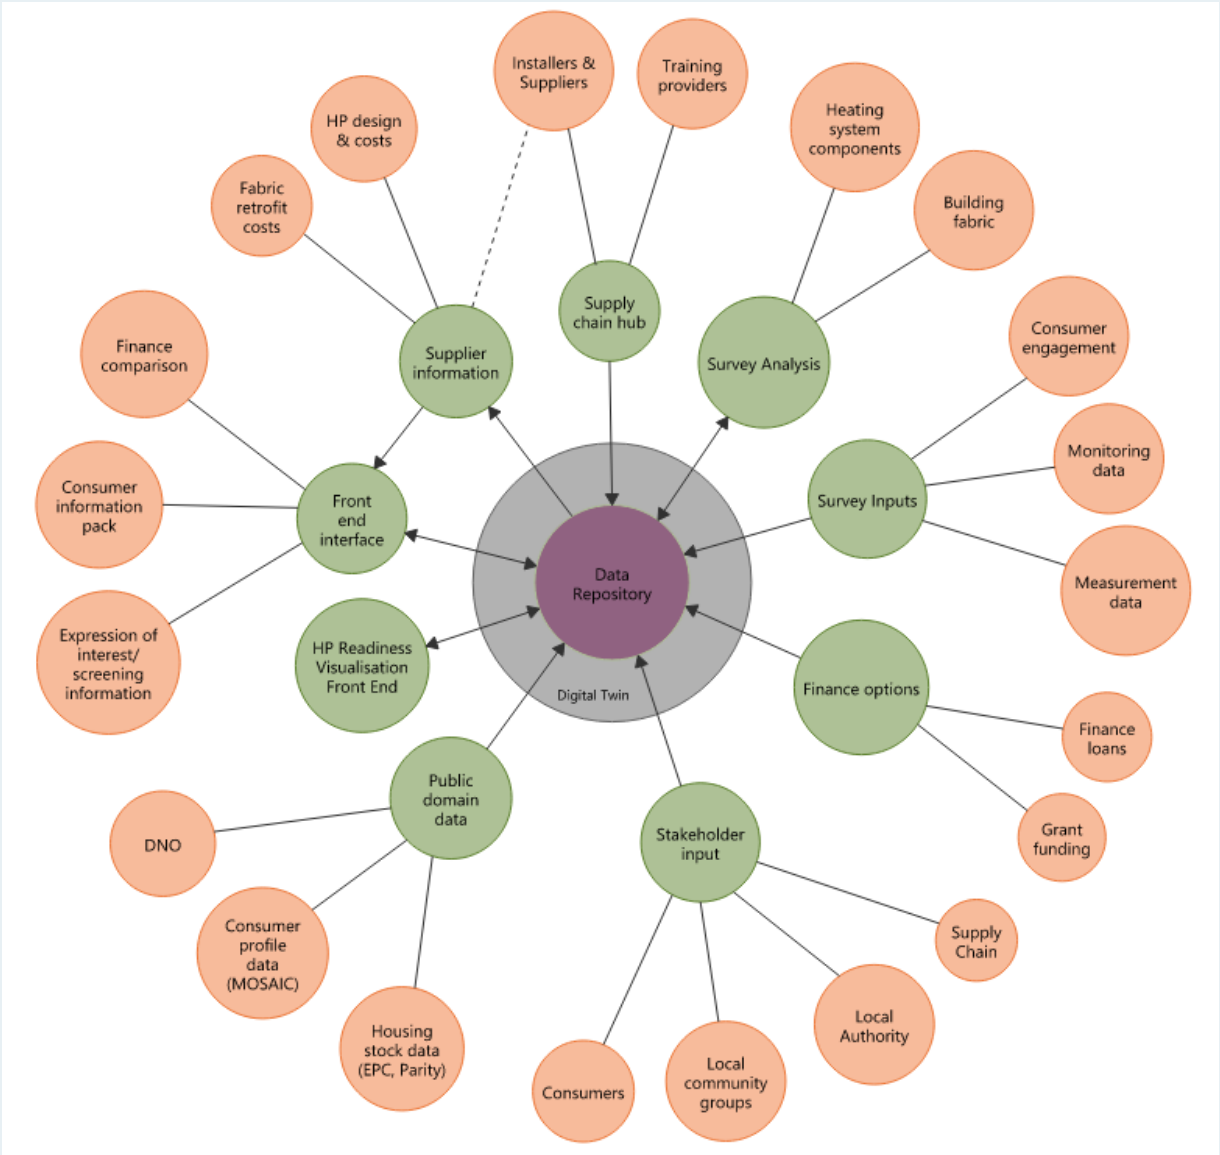 Installers &
Suppliers
Training
providers
HP design
& costs
Heating
system
components
Fabric
retrofit
costs
Building
fabric
Supply
chain hub
Supplier
information
Survey Analysis
Consumer
engagement
Finance
comparison
Monitoring
data
Consumer
information
pack
Front
end
interface
Survey Inputs
Data
Repository
Measurement
data
Expression of
interest/
screening
information
HP Readiness
Visualisation
Front End
Digital Twin
Finance options
Finance
loans
Public
domain
data
Stakeholder
input
Grant
funding
DNO
Consumer
profile
data
(MOSAIC)
Supply
Chain
Local
Authority
Housing
stock data
(EPC, Parity)
Consumers
Local
community
groups